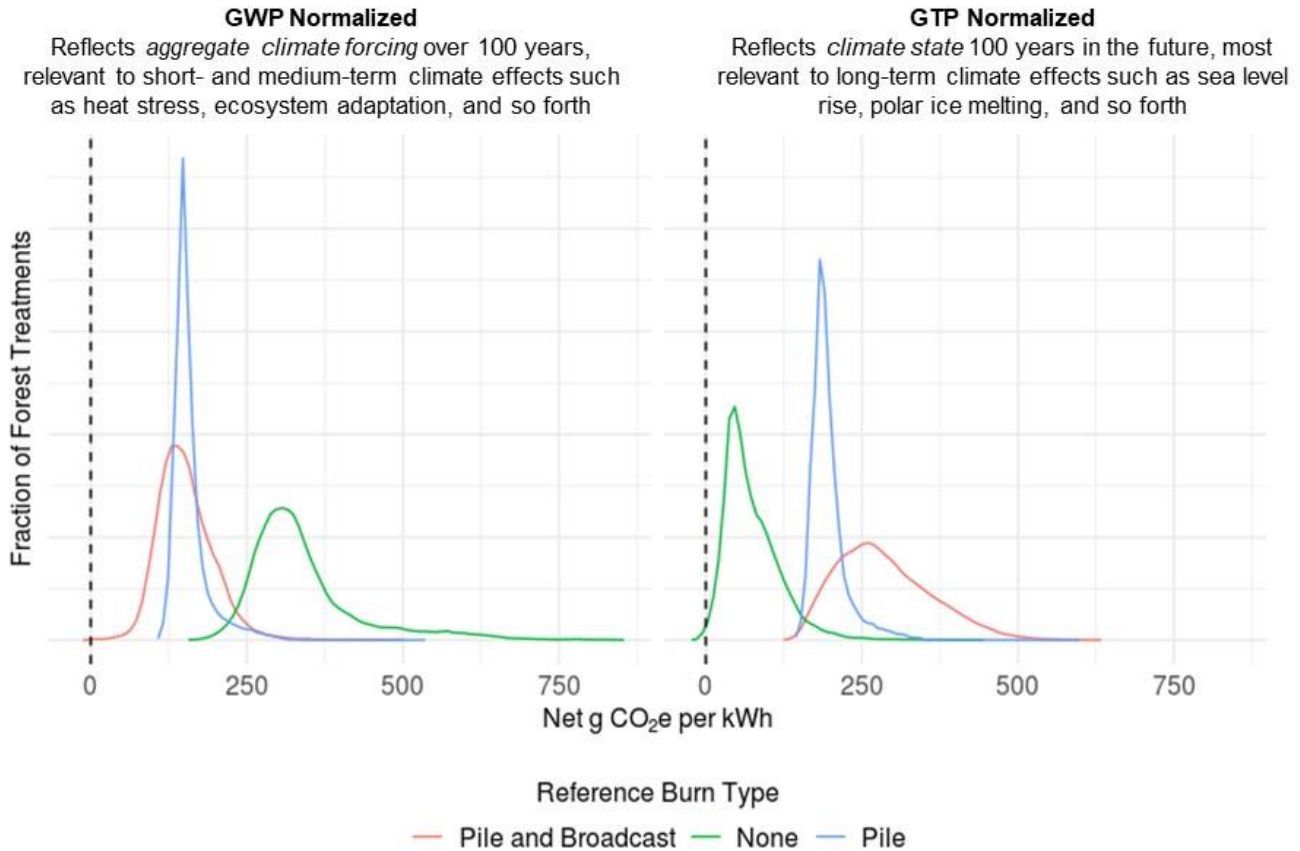 GWP Normalized
Reflects aggregate climate forcing over 100 years,
relevant to short- and medium-term climate effects such
as heat stress, ecosystem adaptation, and so forth
GTP Normalized
Reflects climate state 100 years in the future, most
relevant to long-term climate effects such as sea level
rise, polar ice melting, and so forth
Fraction of Forest Treatments
0 250 500 750
0 250 500 750
Net g CO₂e per kWh
Reference Burn Type
Pile and Broadcast None Pile